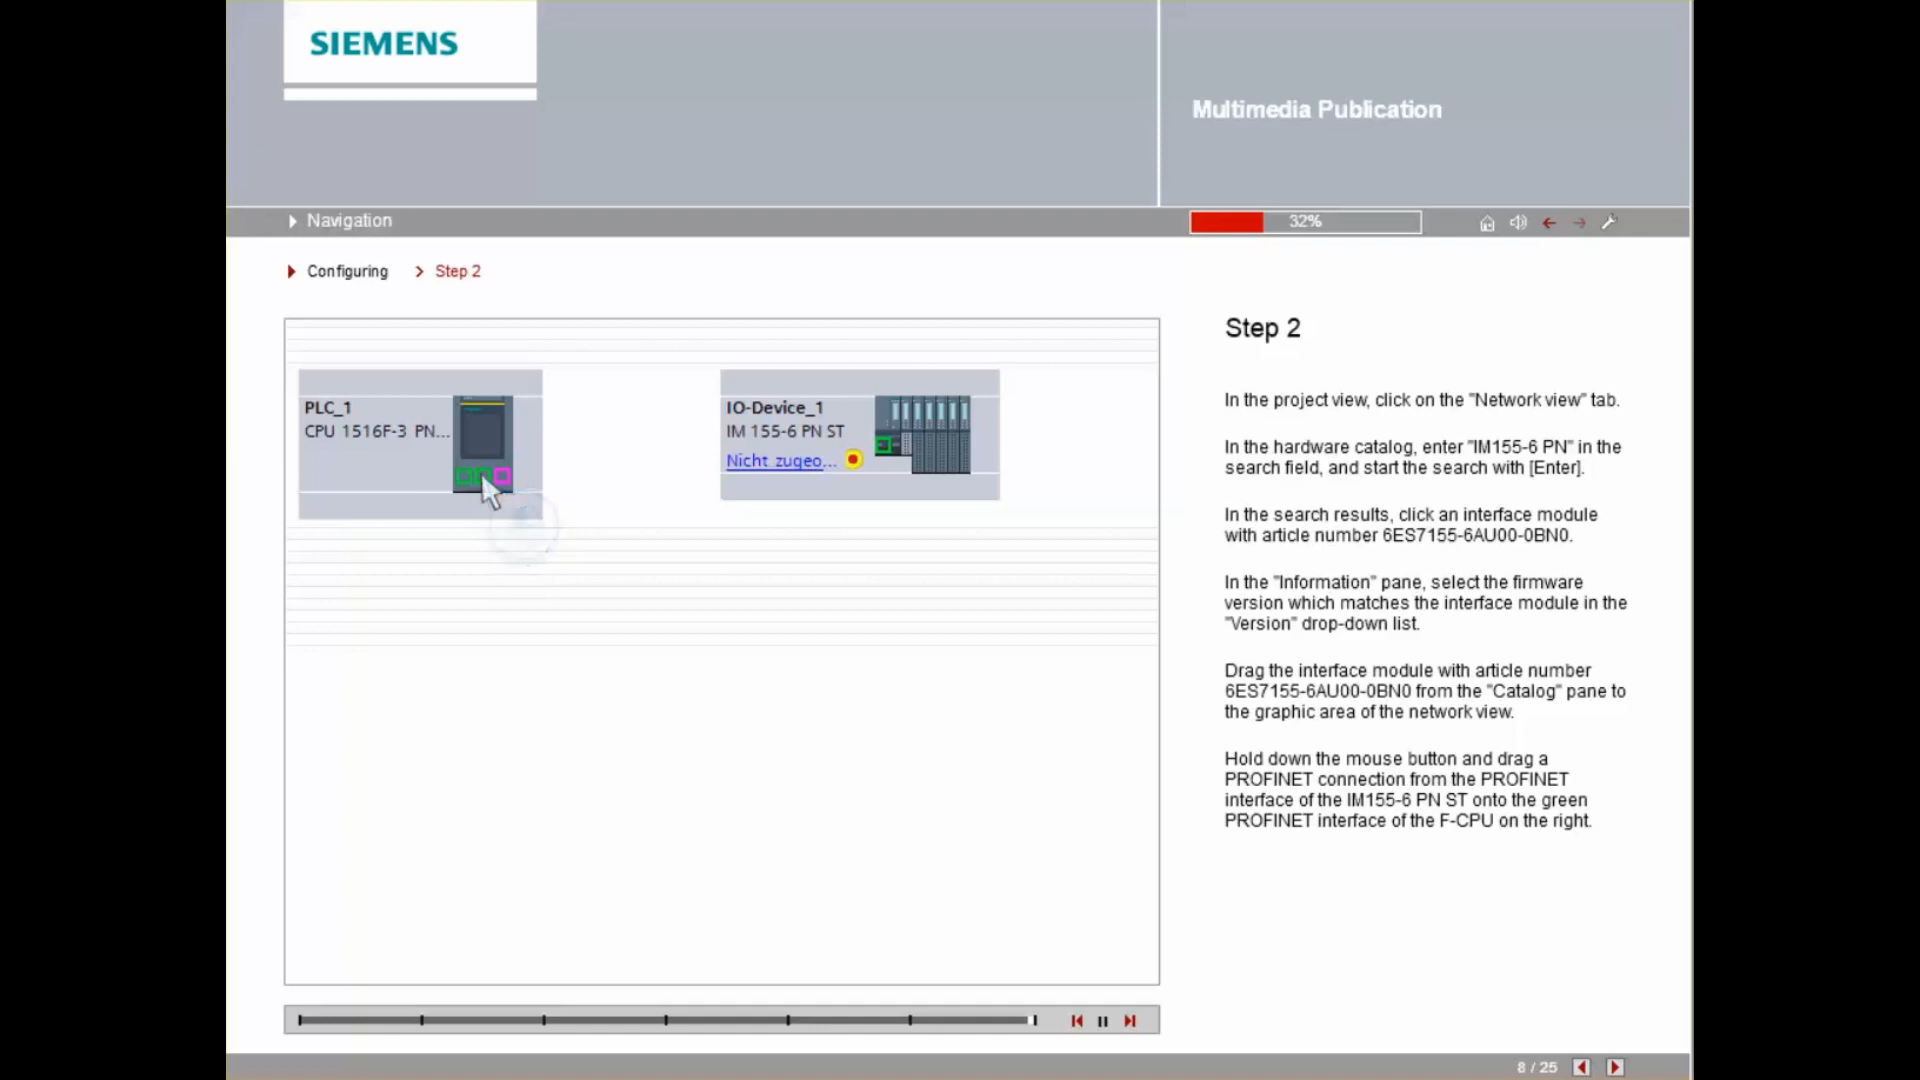 SIEMENS
Multimedia Publication
Navigation
32%
Configuring
Step 2
Step 2
PLC_1
CPU 1516F-3 PN...
IO-Device_1
IM 155-6 PN ST
Nicht zugeo...
In the project view, click on the "Network view" tab.
In the hardware catalog, enter "IM155-6 PN" in the
search field, and start the search with [Enter].
In the search results, click an interface module
with article number 6ES7155-6AU00-0BN0.
In the "Information" pane, select the firmware
version which matches the interface module in the
"Version" drop-down list.
Drag the interface module with article number
6ES7155-6AU00-0BN0 from the "Catalog" pane to
the graphic area of the network view.
Hold down the mouse button and drag a
PROFINET connection from the PROFINET
interface of the IM155-6 PN ST onto the green
PROFINET interface of the F-CPU on the right.
8 / 25